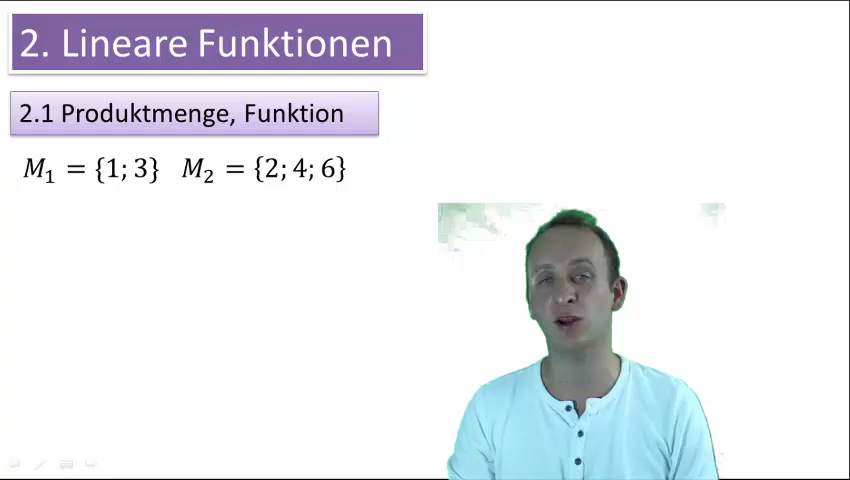 2. Lineare Funktionen
2.1 Produktmenge, Funktion
M₁ = {1; 3} M₂ = {2; 4; 6}